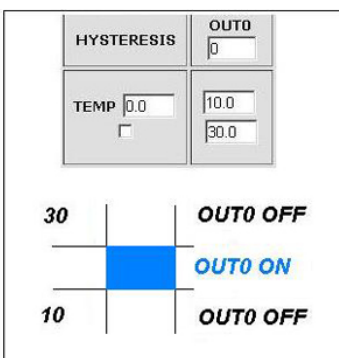 HYSTERESIS
OUT0
0
TEMP 0.0
10.0
30.0
30 OUT0 OFF
OUT0 ON
10 OUT0 OFF